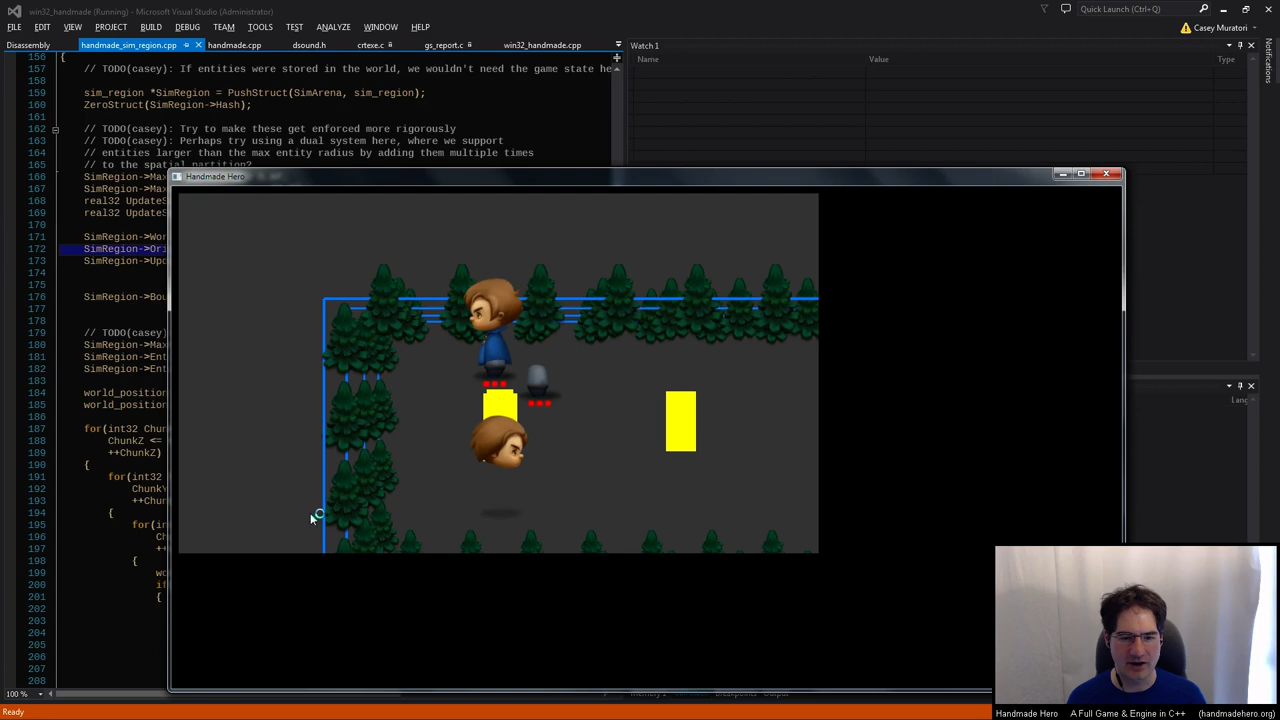 win32_handmade (Running) - Microsoft Visual Studio (Administrator)
Quick Launch (Ctrl+Q)
FILE EDIT VIEW PROJECT BUILD DEBUG TEAM TOOLS TEST ANALYZE WINDOW HELP
Casey Muratori
Disassembly handmade_sim_region.cpp handmade.cpp dsound.h crtexe.c gs_report.c win32_handmade.cpp
Watch 1
Name Value Type
Notifications
156 {
157 // TODO(casey): If entities were stored in the world, we wouldn't need the game state he
158
159 sim_region *SimRegion = PushStruct(SimArena, sim_region);
160 ZeroStruct(SimRegion->Hash);
161
162 // TODO(casey): Try to make these get enforced more rigorously
163 // TODO(casey): Perhaps try using a dual system here, where we support
164 // entities larger than the max entity radius by adding them multiple times
165 // to the spatial partition?
166 SimRegion->Max
167 SimRegion->Max
168 real32 UpdateS
169 real32 UpdateS
170
171 SimRegion->Wor
172 SimRegion->Ori
173 SimRegion->Upd
175
176 SimRegion->Bou
177
178
179 // TODO(casey)
180 SimRegion->Max
181 SimRegion->Ent
182 SimRegion->Ent
184 world_position
185 world_position
187 for(int32 Chun
188 ChunkZ <=
189 ++ChunkZ)
190 {
191 for(int32
192 ChunkY
193 ++Chun
194 {
195 for(in
196
197 ++
198 {
199 wo
200 if
201 {
202
203
204
205
206
207
208
Handmade Hero
Lang
100 %
Ready
Handmade Hero A Full Game & Engine in C++ (handmadehero.org)